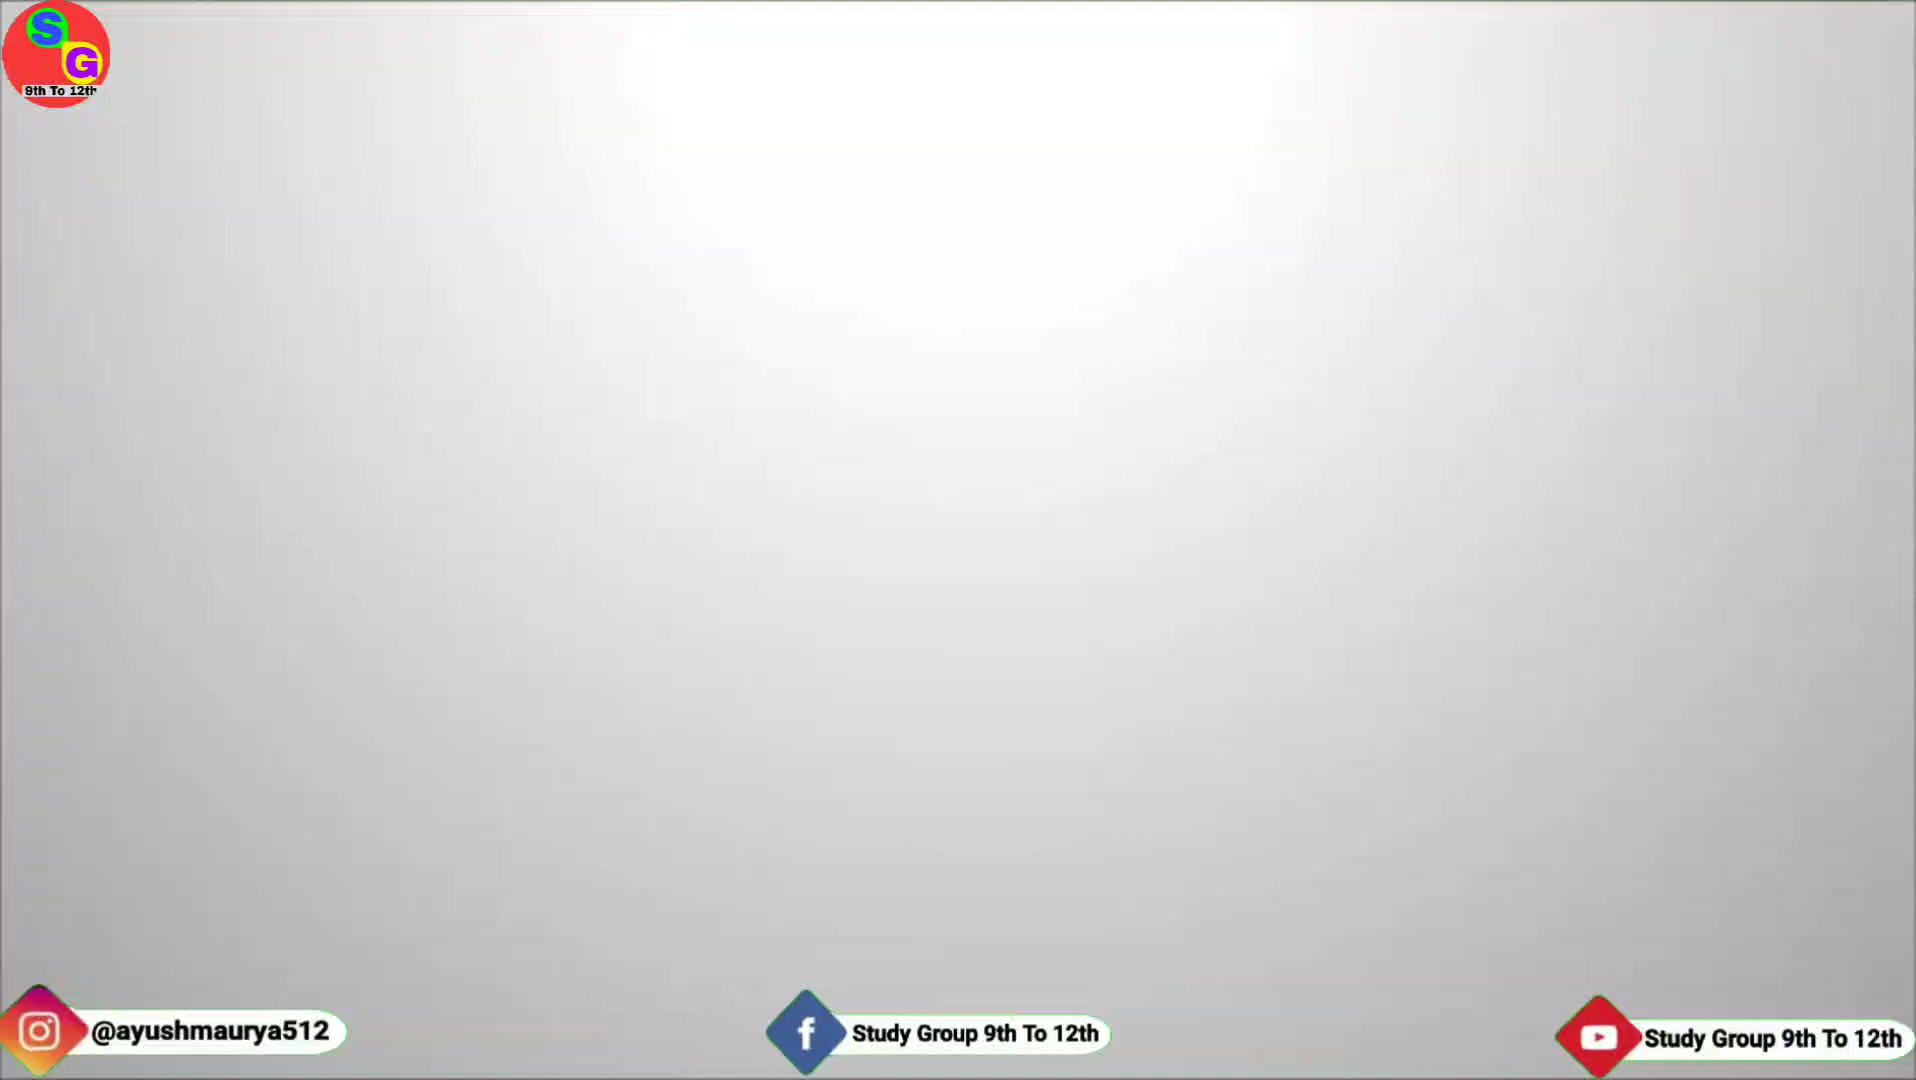 S
G
9th To 12th
@ayushmaurya512
Study Group 9th To 12th
Study Group 9th To 12th